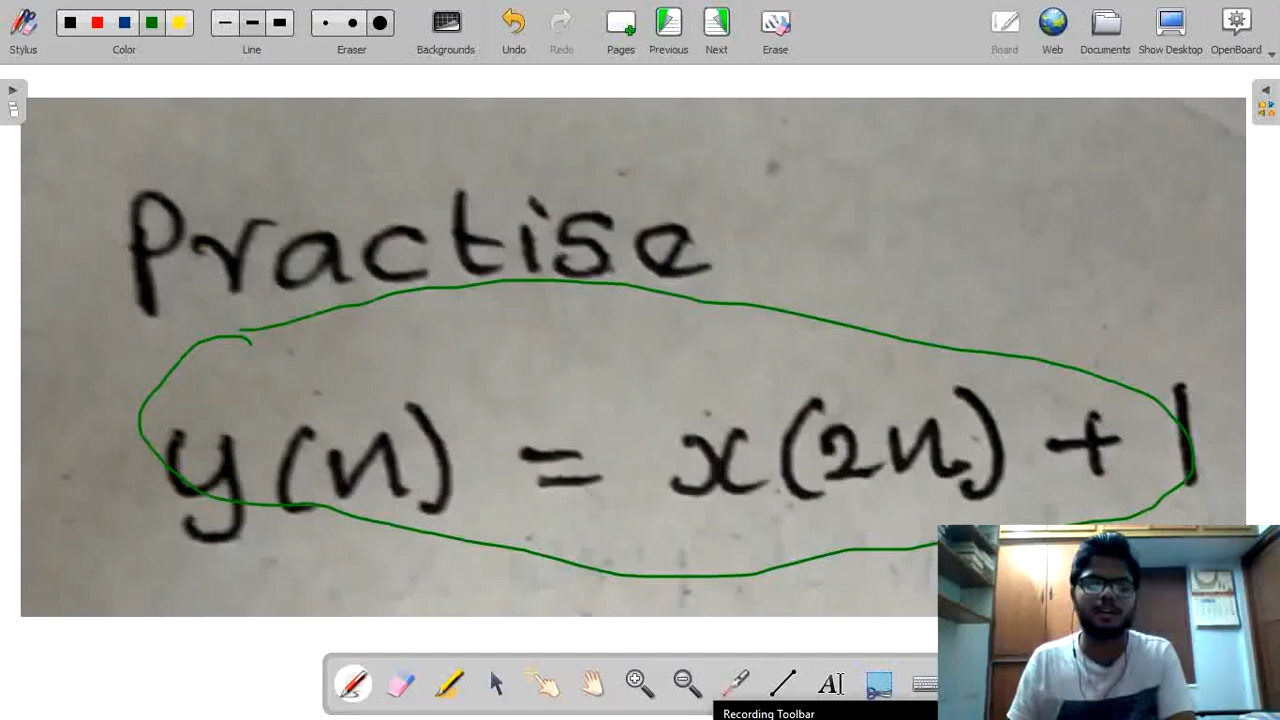 Stylus
Color
Line
Eraser
Backgrounds
Undo
Redo
Pages
Previous
Next
Erase
Board
Web
Documents
Show Desktop
OpenBoard
Practise
y(n) = x(2n) + 1
Recording Toolbar